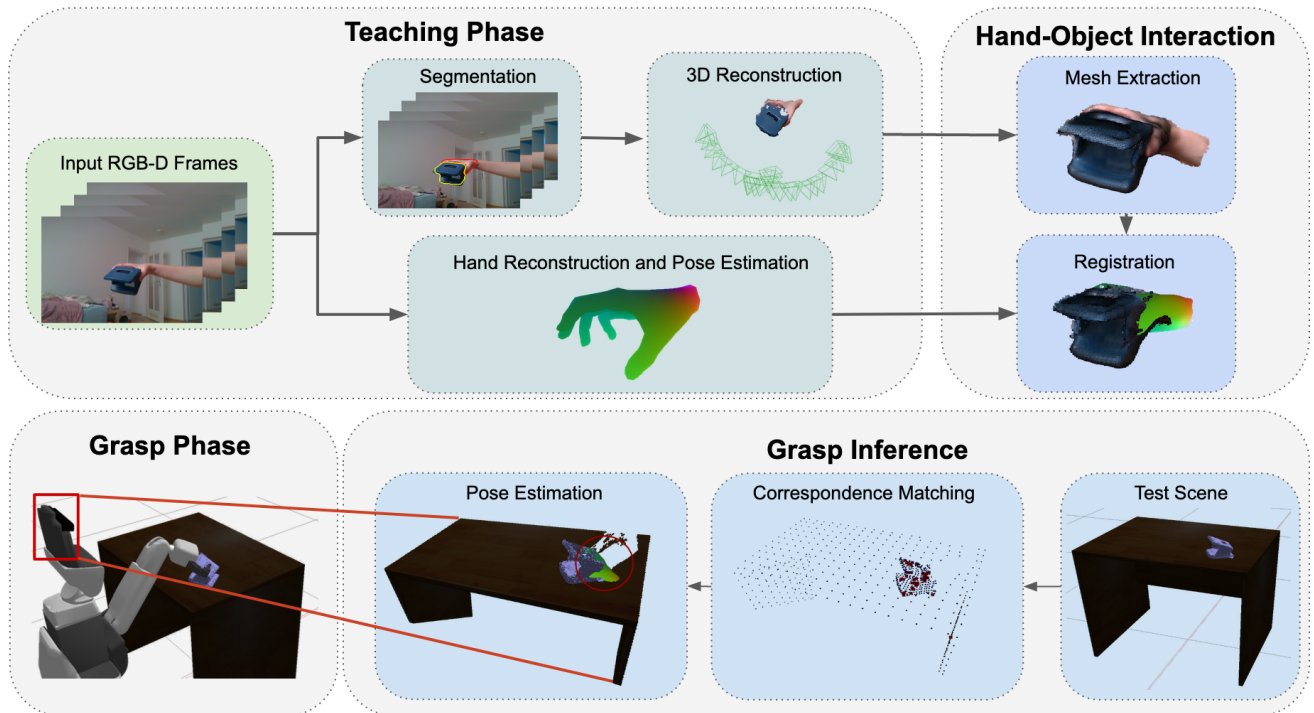 Teaching Phase
Hand-Object Interaction
Segmentation
3D Reconstruction
Mesh Extraction
Input RGB-D Frames
Hand Reconstruction and Pose Estimation
Registration
Grasp Phase
Grasp Inference
Pose Estimation
Correspondence Matching
Test Scene